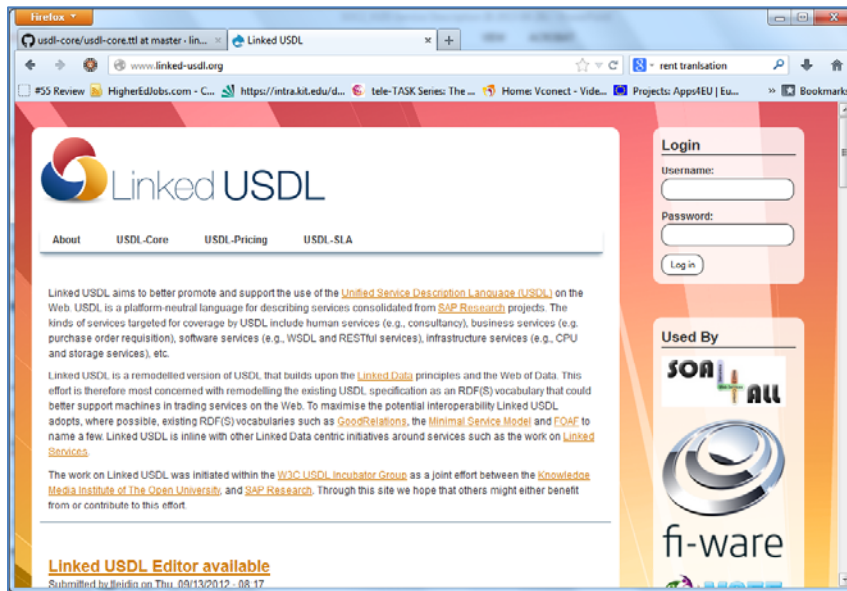 Firefox
usdl-core/usdl-core.ttl at master · lin...
Linked USDL
www.linked-usdl.org
rent tranlsation
#55 Review
HigherEdJobs.com - C...
https://intra.kit.edu/d...
tele-TASK Series: The ...
Home: Vconect - Vide...
Projects: Apps4EU | Eu...
Bookmarks
Linked USDL
About USDL-Core USDL-Pricing USDL-SLA
Linked USDL aims to better promote and support the use of the Unified Service Description Language (USDL) on the
Web. USDL is a platform-neutral language for describing services consolidated from SAP Research projects. The
kinds of services targeted for coverage by USDL include human services (e.g., consultancy), business services (e.g.
purchase order requisition), software services (e.g., WSDL and RESTful services), infrastructure services (e.g., CPU
and storage services), etc.
Linked USDL is a remodelled version of USDL that builds upon the Linked Data principles and the Web of Data. This
effort is therefore most concerned with remodelling the existing USDL specification as an RDF(S) vocabulary that could
better support machines in trading services on the Web. To maximise the potential interoperability Linked USDL
adopts, where possible, existing RDF(S) vocabularies such as GoodRelations, the Minimal Service Model and FOAF to
name a few. Linked USDL is inline with other Linked Data centric initiatives around services such as the work on Linked
Services.
The work on Linked USDL was initiated within the W3C USDL Incubator Group as a joint effort between the Knowledge
Media Institute of The Open University, and SAP Research. Through this site we hope that others might either benefit
from or contribute to this effort.
Linked USDL Editor available
Submitted by tleidig on Thu, 09/13/2012 - 08:17
Login
Username:
Password:
Log in
Used By
SOA 4 ALL
fi-ware